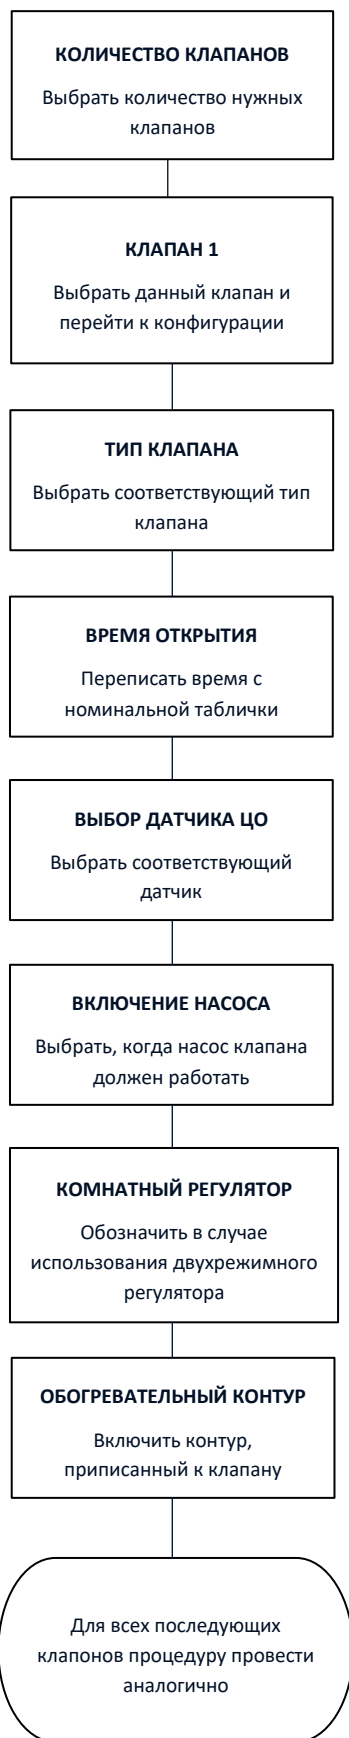 КОЛИЧЕСТВО КЛАПАНОВ
Выбрать количество нужных
клапанов
КЛАПАН 1
Выбрать данный клапан и
перейти к конфигурации
ТИП КЛАПАНА
Выбрать соответствующий тип
клапана
ВРЕМЯ ОТКРЫТИЯ
Переписать время с
номинальной таблички
ВЫБОР ДАТЧИКА ЦО
Выбрать соответствующий
датчик
ВКЛЮЧЕНИЕ НАСОСА
Выбрать, когда насос клапана
должен работать
КОМНАТНЫЙ РЕГУЛЯТОР
Обозначить в случае
использования двухрежимного
регулятора
ОБОГРЕВАТЕЛЬНЫЙ КОНТУР
Включить контур,
приписанный к клапану
Для всех последующих
клапонов процедуру провести
аналогично